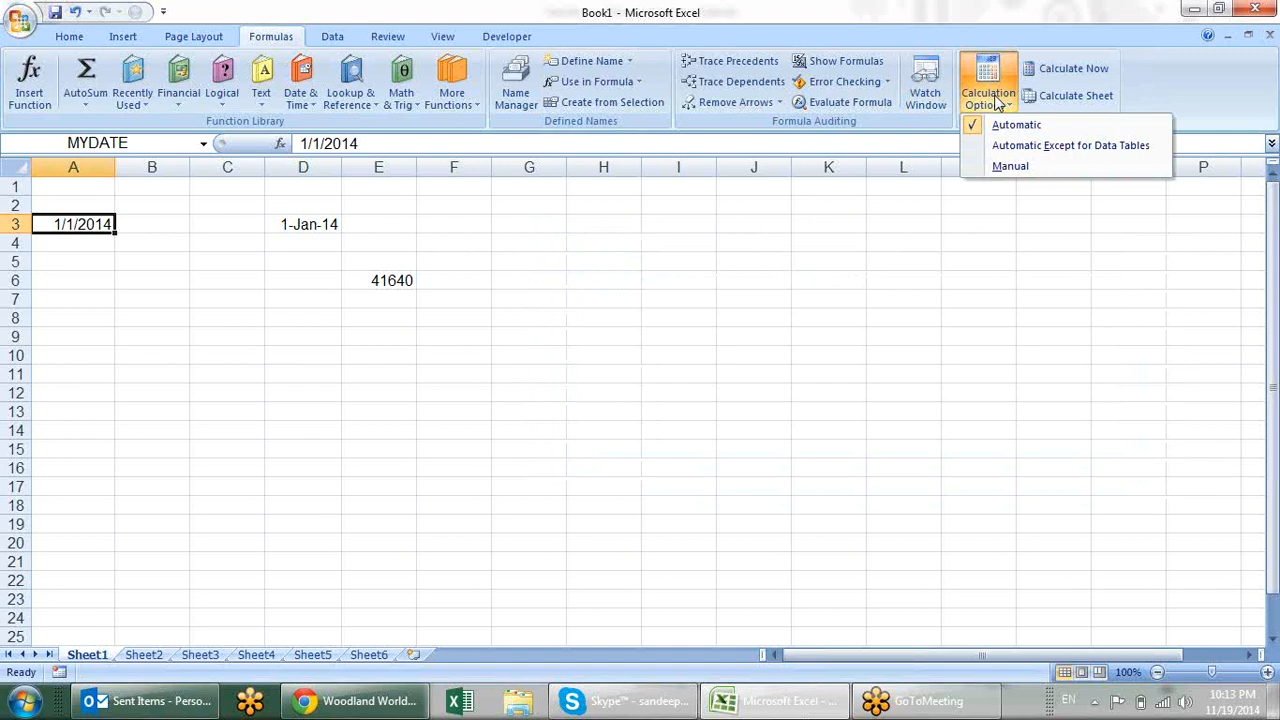 Book1 - Microsoft Excel
Home Insert Page Layout Formulas Data Review View Developer
Insert Function
AutoSum
Recently Used
Financial
Logical
Text
Date & Time
Lookup & Reference
Math & Trig
More Functions
Function Library
Name Manager
Define Name
Use in Formula
Create from Selection
Defined Names
Trace Precedents
Trace Dependents
Remove Arrows
Show Formulas
Error Checking
Evaluate Formula
Formula Auditing
Watch Window
Calculation Options
Calculate Now
Calculate Sheet
Automatic
Automatic Except for Data Tables
Manual
MYDATE fx 1/1/2014
A B C D E F G H I J K L P
1
2
3 1/1/2014 1-Jan-14
4
5
6 41640
7
8
9
10
11
12
13
14
15
16
17
18
19
20
21
22
23
24
25
Sheet1 Sheet2 Sheet3 Sheet4 Sheet5 Sheet6
Ready 100%
Sent Items - Perso...
Woodland World...
Skype™ - sandeep...
Microsoft Excel - ...
GoToMeeting
EN
10:13 PM
11/19/2014